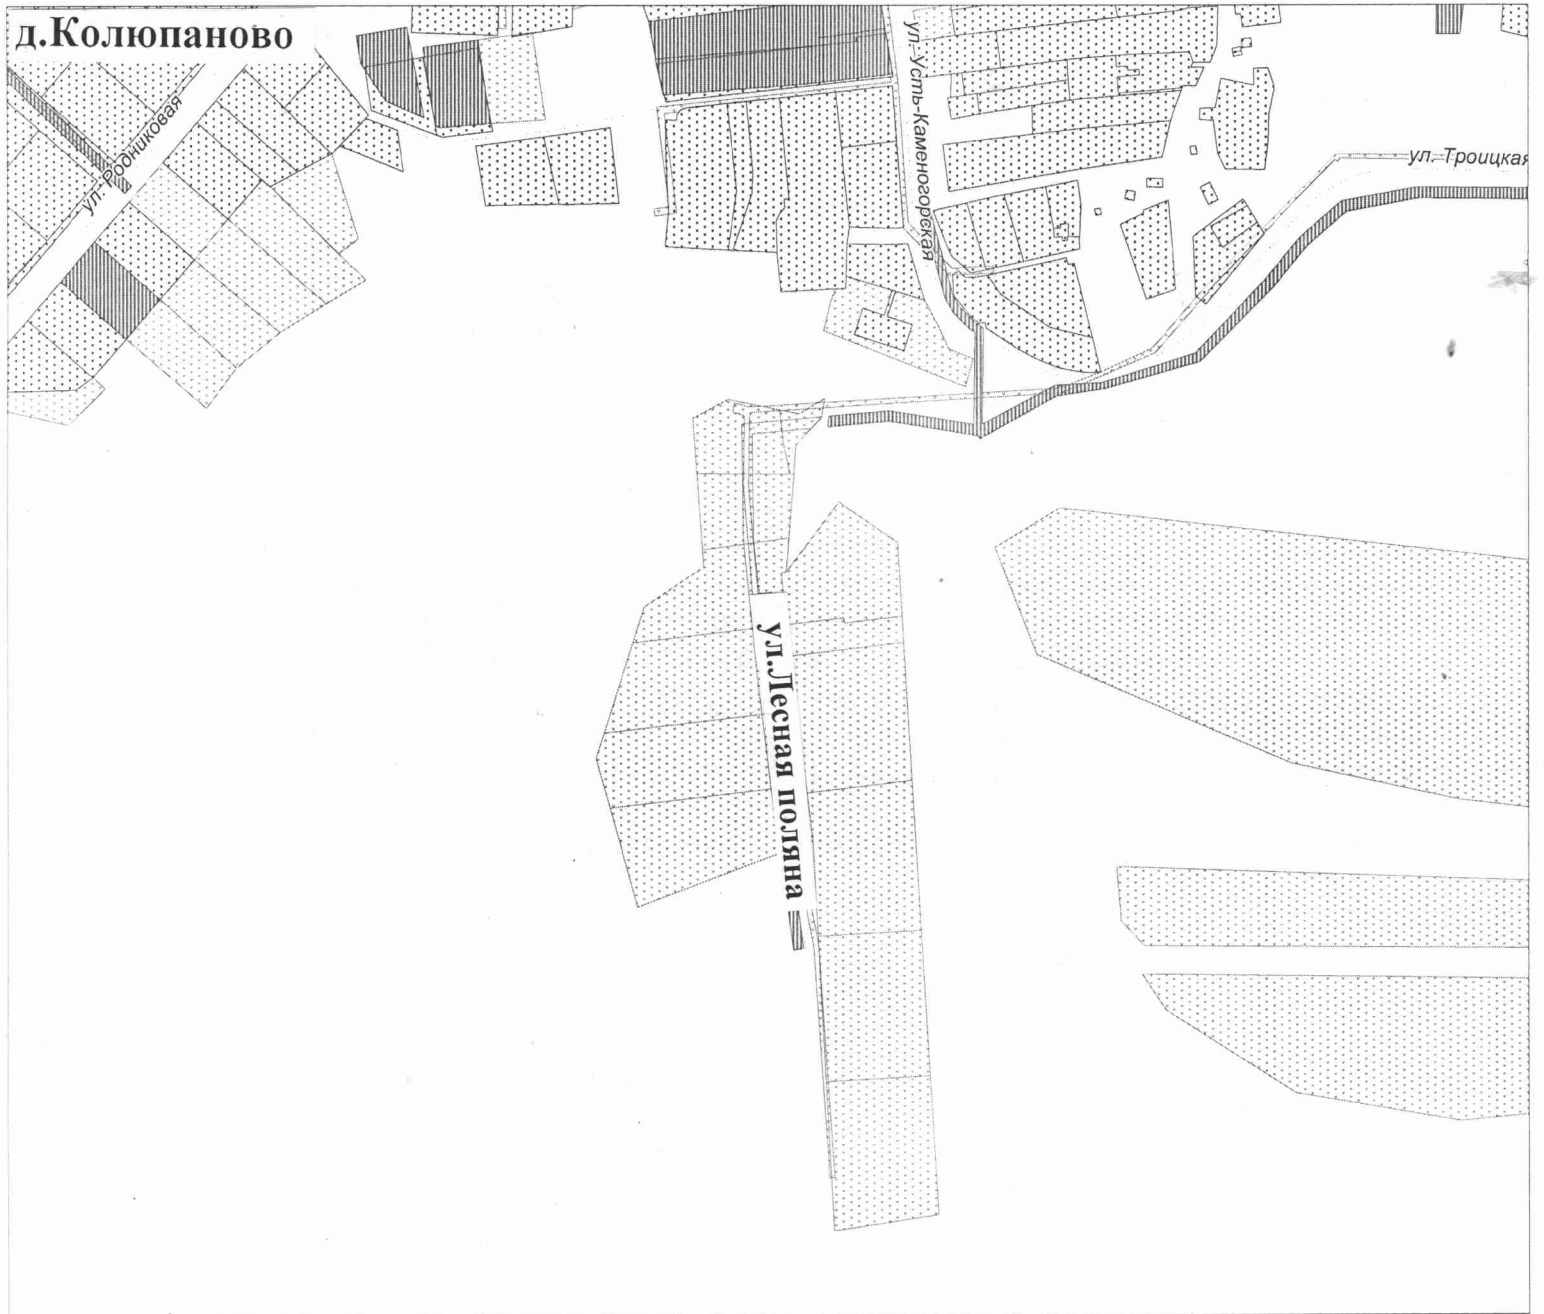 д.Колюпаново
ул. Родниковая
ул. Усть-Каменогорская
ул. Троицкая
ул.Лесная поляна